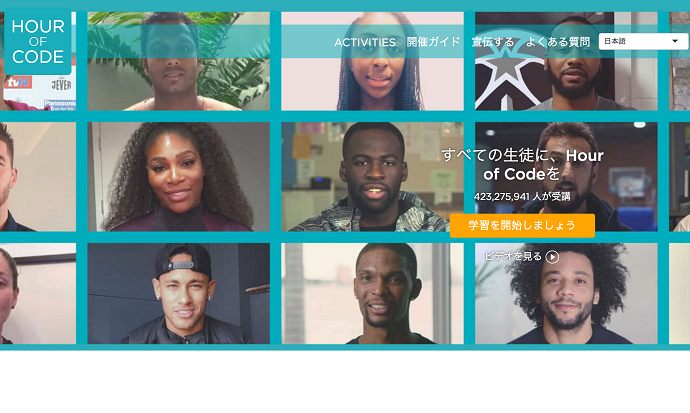 HOUR
OF
CODE
ACTIVITIES 開催ガイド 宣伝する よくある質問 日本語
JEVER
Panasonic
すべての生徒に、Hour
of Codeを
423,275,941 人が受講
学習を開始しましょう
ビデオを見る